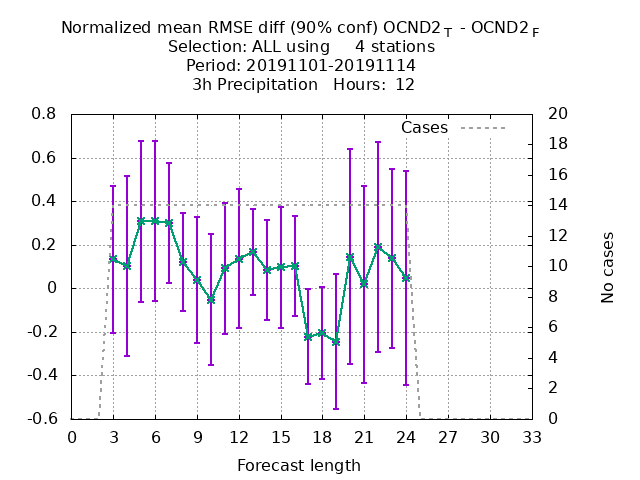 Normalized mean RMSE diff (90% conf) OCND2 T - OCND2 F
Selection: ALL using 4 stations
Period: 20191101-20191114
3h Precipitation Hours: 12
Cases
0.8
0.6
0.4
0.2
0
-0.2
-0.4
-0.6
20
18
16
14
12
10
8
6
4
2
0
No cases
0 3 6 9 12 15 18 21 24 27 30 33
Forecast length